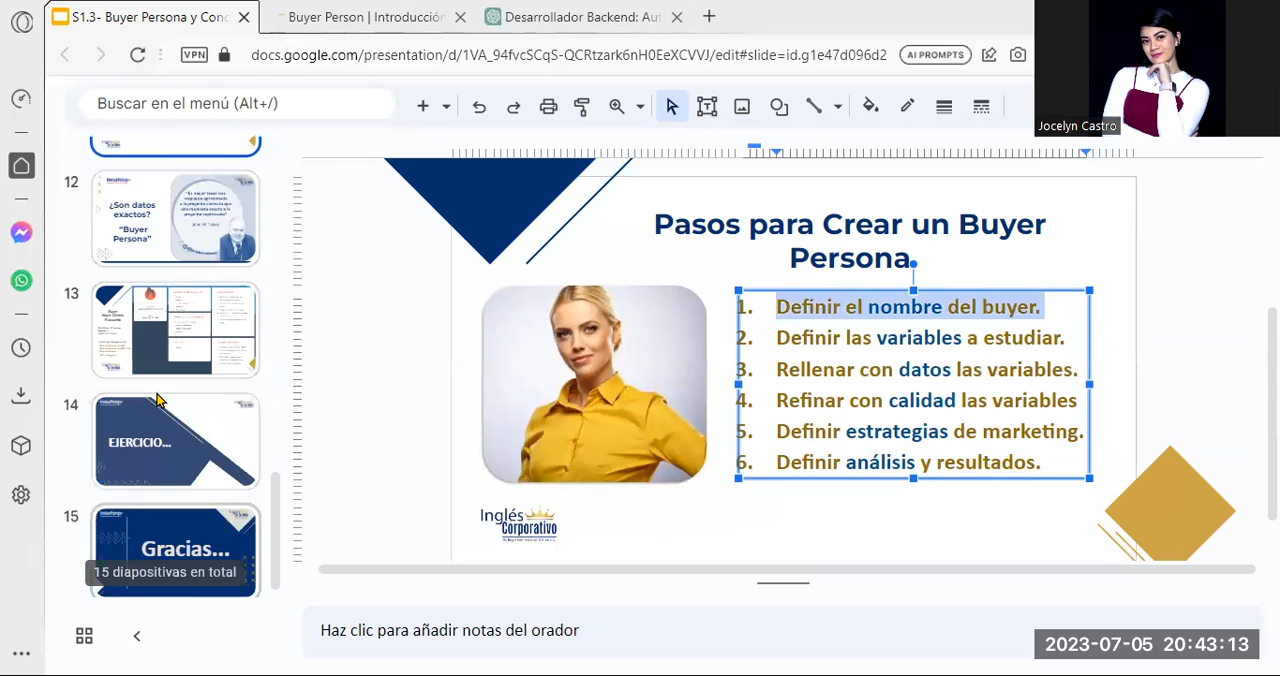 S1.3- Buyer Persona y Conc
Buyer Person | Introducción
Desarrollador Backend: Aut
VPN
docs.google.com/presentation/d/1VA_94fvcSCqS-QCRtzark6nH0EeXCVVJ/edit#slide=id.g1e47d096d2
AI PROMPTS
Buscar en el menú (Alt+/)
Jocelyn Castro
12
¿Son datos
exactos?
"Buyer
Persona"
13
14
EJERCICIO...
15
Gracias...
15 diapositivas en total
Pasos para Crear un Buyer
Persona
1. Definir el nombre del buyer.
2. Definir las variables a estudiar.
3. Rellenar con datos las variables.
4. Refinar con calidad las variables
5. Definir estrategias de marketing.
6. Definir análisis y resultados.
Inglés
Corporativo
Haz clic para añadir notas del orador
2023-07-05 20:43:13